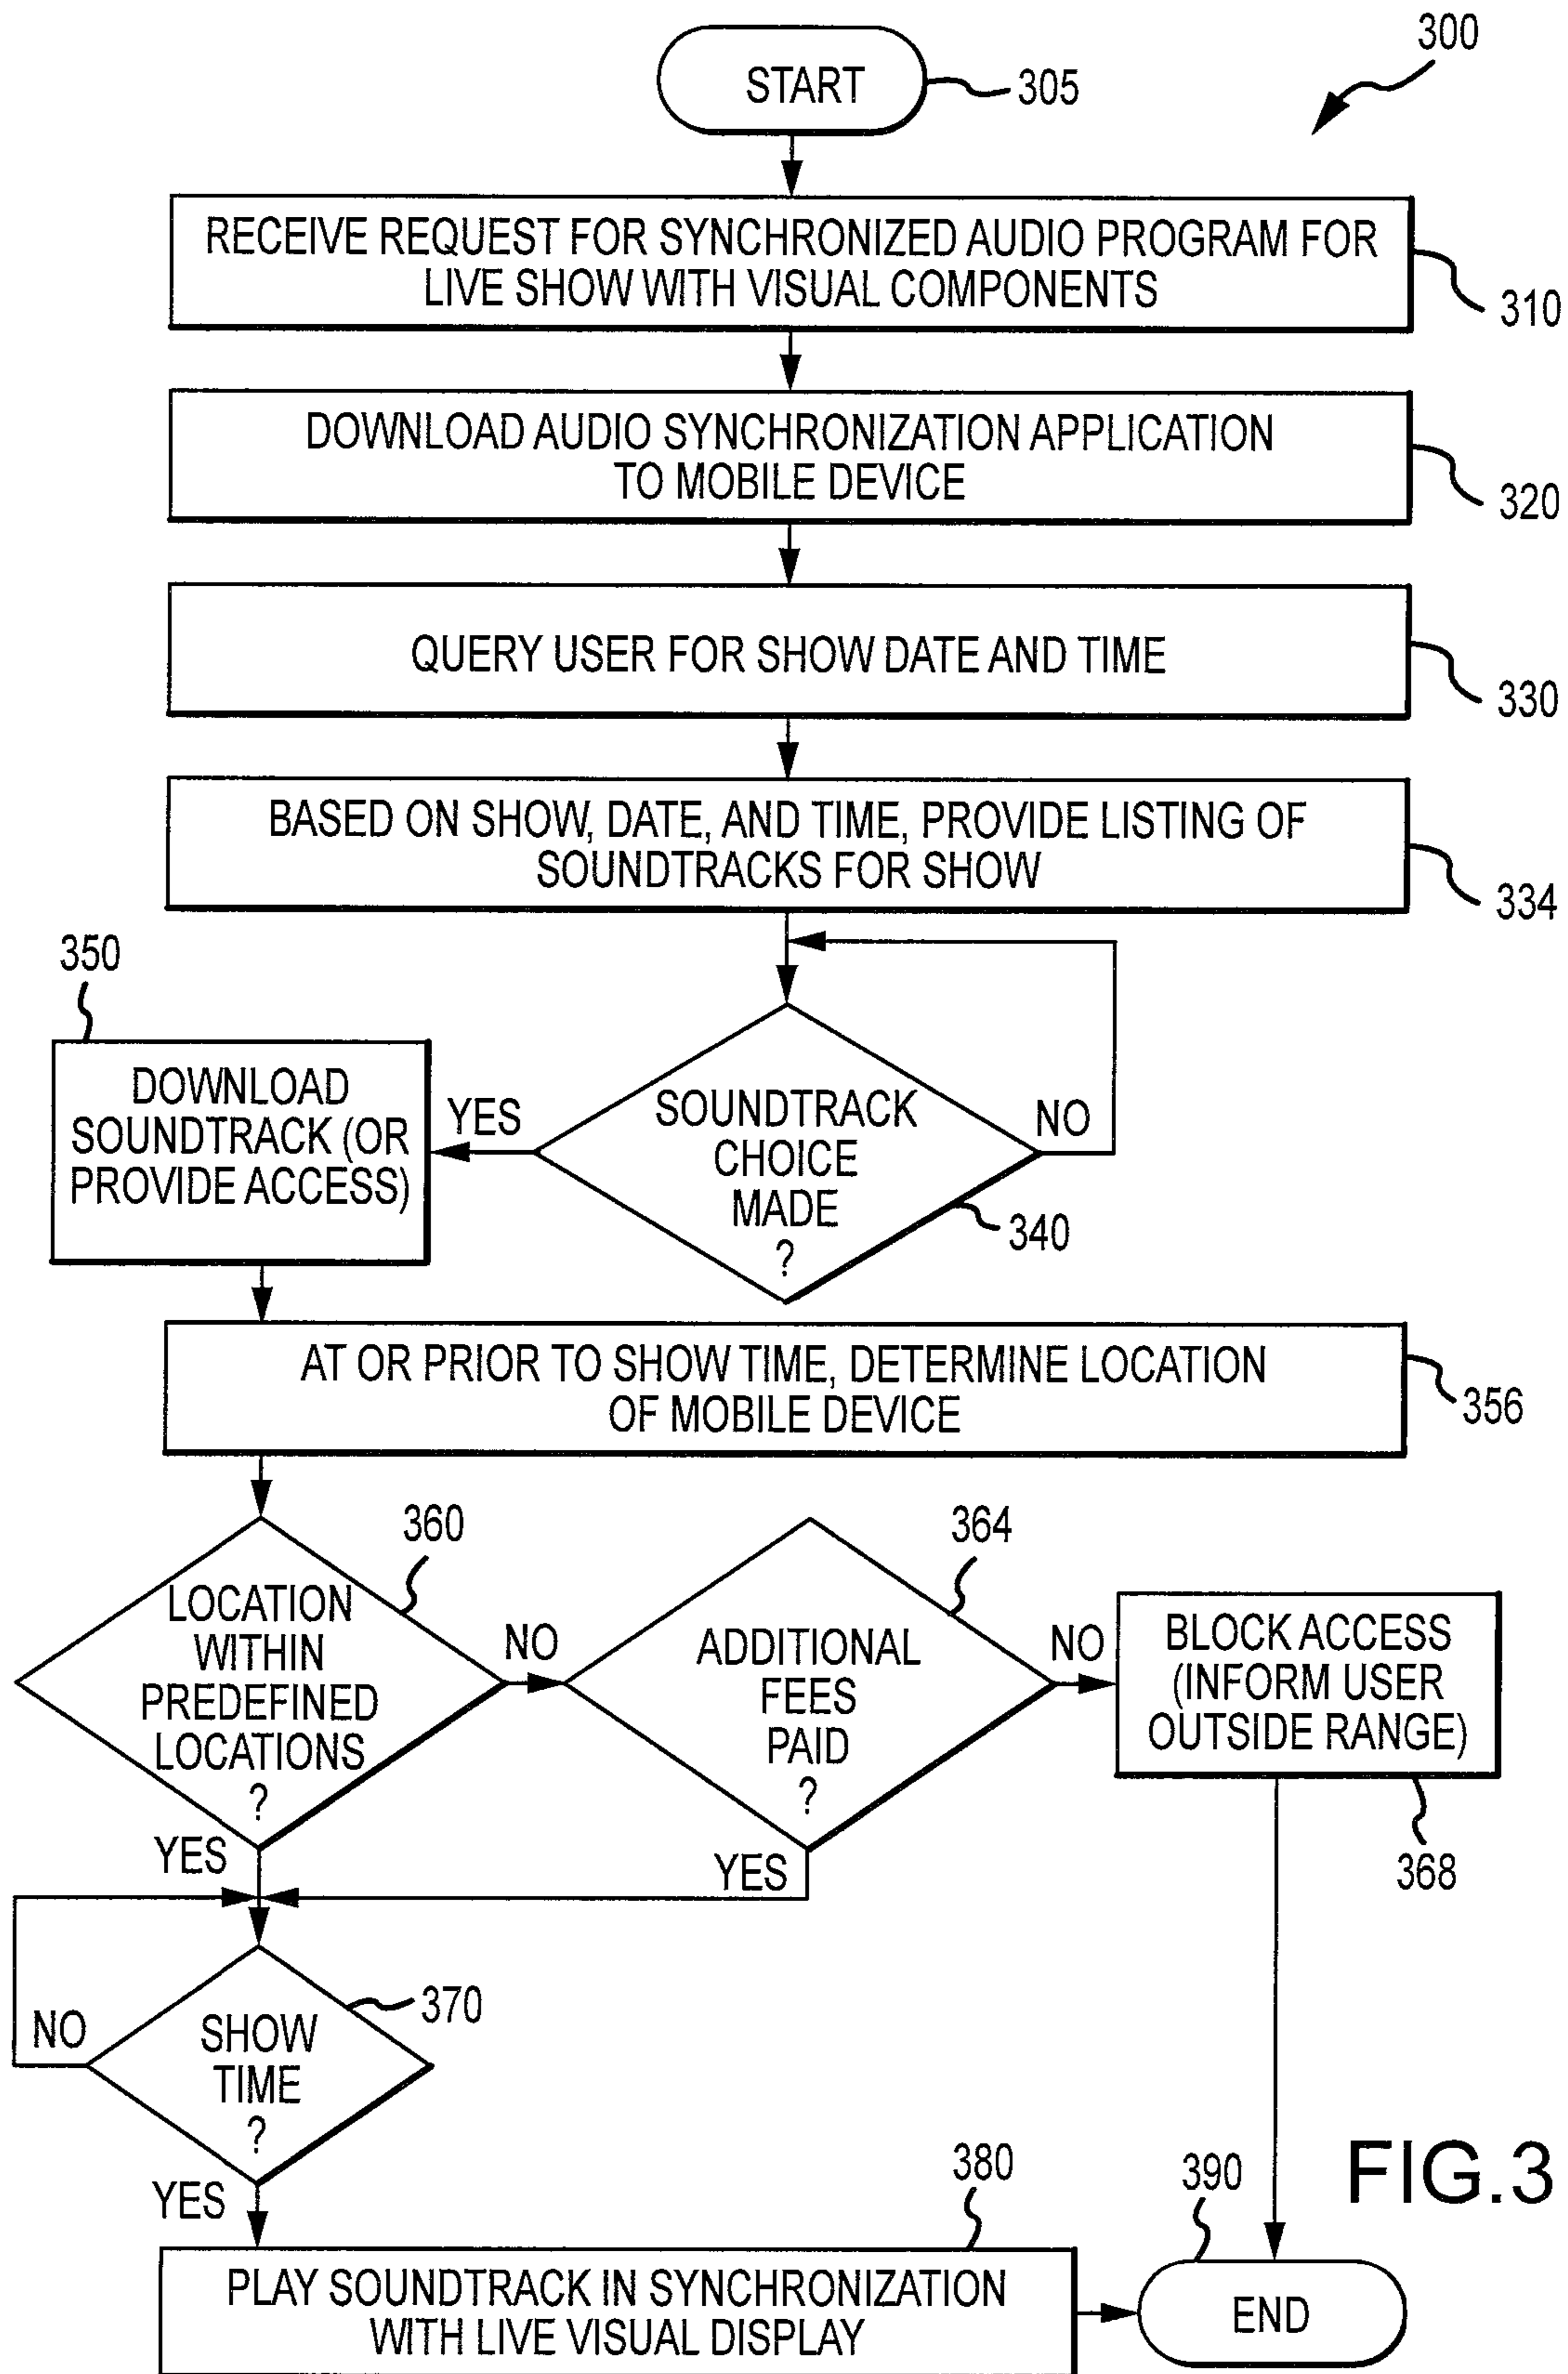 300
START
305
RECEIVE REQUEST FOR SYNCHRONIZED AUDIO PROGRAM FOR
LIVE SHOW WITH VISUAL COMPONENTS
310
DOWNLOAD AUDIO SYNCHRONIZATION APPLICATION
TO MOBILE DEVICE
320
QUERY USER FOR SHOW DATE AND TIME
330
BASED ON SHOW, DATE, AND TIME, PROVIDE LISTING OF
SOUNDTRACKS FOR SHOW
334
350
DOWNLOAD
SOUNDTRACK (OR
PROVIDE ACCESS)
YES
SOUNDTRACK
CHOICE
MADE
?
NO
340
AT OR PRIOR TO SHOW TIME, DETERMINE LOCATION
OF MOBILE DEVICE
356
360
LOCATION
WITHIN
PREDEFINED
LOCATIONS
?
NO
364
ADDITIONAL
FEES
PAID
?
NO
BLOCK ACCESS
(INFORM USER
OUTSIDE RANGE)
368
YES
YES
370
NO
SHOW
TIME
?
YES
380
PLAY SOUNDTRACK IN SYNCHRONIZATION
WITH LIVE VISUAL DISPLAY
390
END
FIG.3